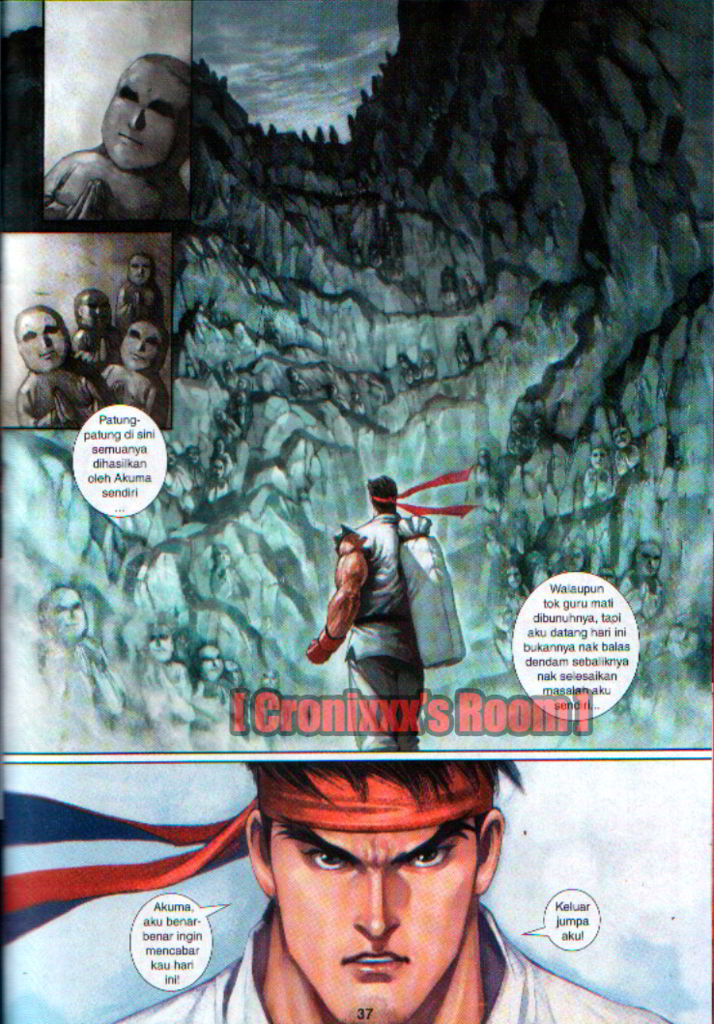 Patung-
patung di sini
semuanya
dihasilkan
oleh Akuma
sendiri
...
Walaupun
tok guru mati
dibunuhnya, tapi
aku datang hari ini
bukannya nak balas
dendam sebaliknya
nak selesaikan
masalah aku
sendiri...
[Cronixxx's Room]
Akuma,
aku benar-
benar ingin
mencabar
kau hari
ini!
Keluar
jumpa
aku!
37